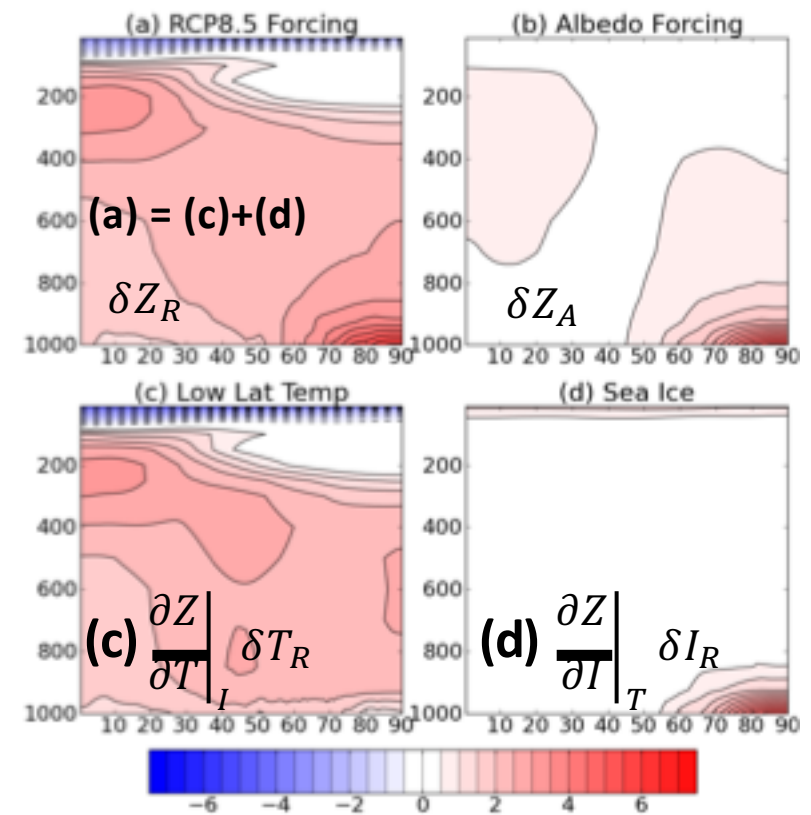 (a) RCP8.5 Forcing
(b) Albedo Forcing
200
400
600
800
1000
(a) = (c)+(d)
δZ_R
10 20 30 40 50 60 70 80 90
200
400
600
800
1000
δZ_A
10 20 30 40 50 60 70 80 90
(c) Low Lat Temp
(d) Sea Ice
200
400
600
800
1000
(c) ∂Z/∂T|_I δT_R
10 20 30 40 50 60 70 80 90
200
400
600
800
1000
(d) ∂Z/∂I|_T δI_R
10 20 30 40 50 60 70 80 90
−6 −4 −2 0 2 4 6